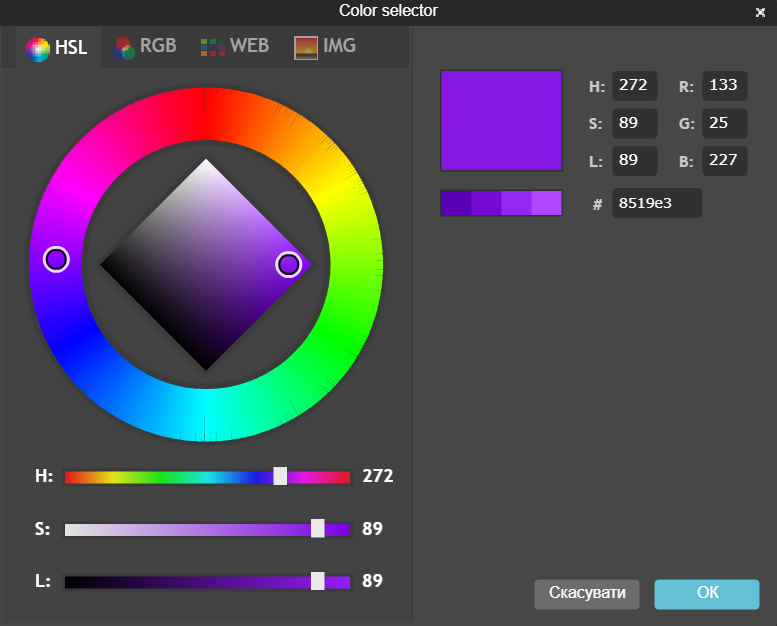 Color selector
HSL RGB WEB IMG
H: 272 R: 133
S: 89 G: 25
L: 89 B: 227
# 8519e3
H: 272
S: 89
L: 89
Скасувати OK